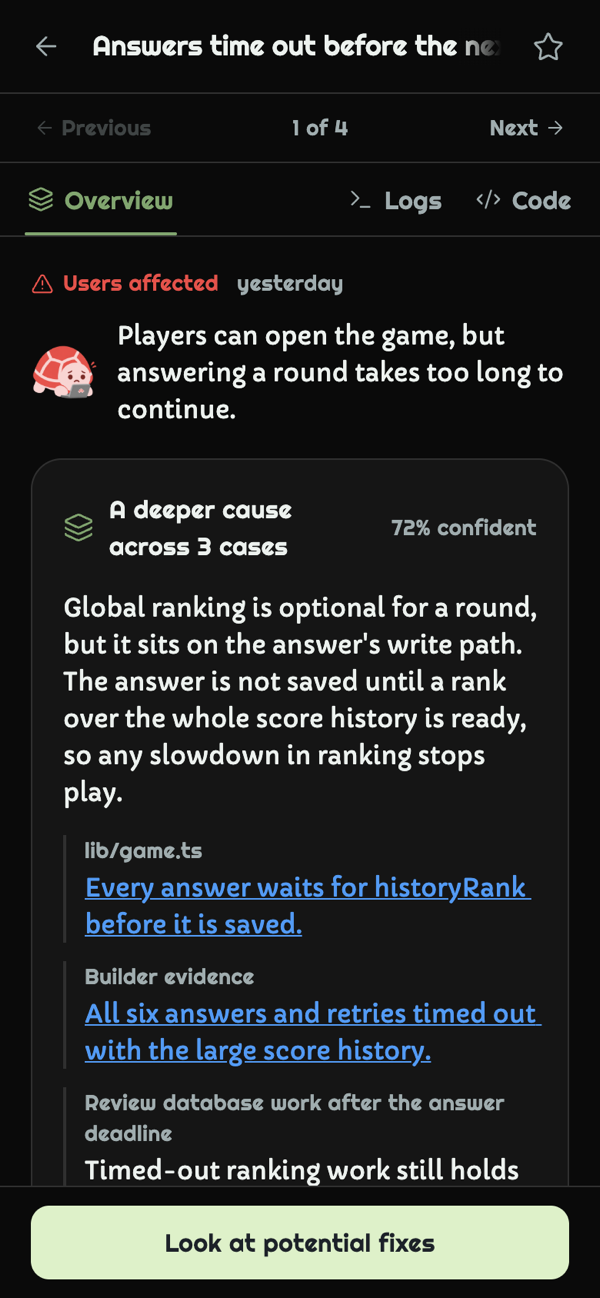 Answers time out before the
← Previous
1 of 4
Next →
Overview
>_ Logs
</> Code
Users affected yesterday
Players can open the game, but
answering a round takes too long to
continue.
A deeper cause
across 3 cases
72% confident
Global ranking is optional for a round,
but it sits on the answer's write path.
The answer is not saved until a rank
over the whole score history is ready,
so any slowdown in ranking stops
play.
lib/game.ts
Every answer waits for historyRank
before it is saved.
Builder evidence
All six answers and retries timed out
with the large score history.
Review database work after the answer
deadline
Timed-out ranking work still holds
Look at potential fixes